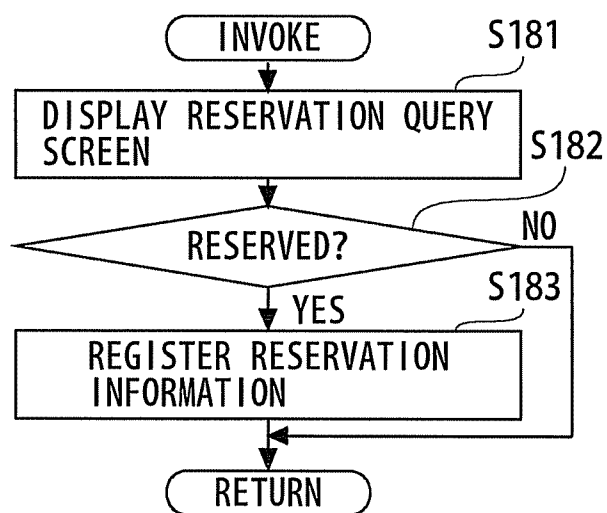 INVOKE
S181
DISPLAY RESERVATION QUERY
SCREEN
S182
RESERVED?
NO
YES
S183
REGISTER RESERVATION
INFORMATION
RETURN